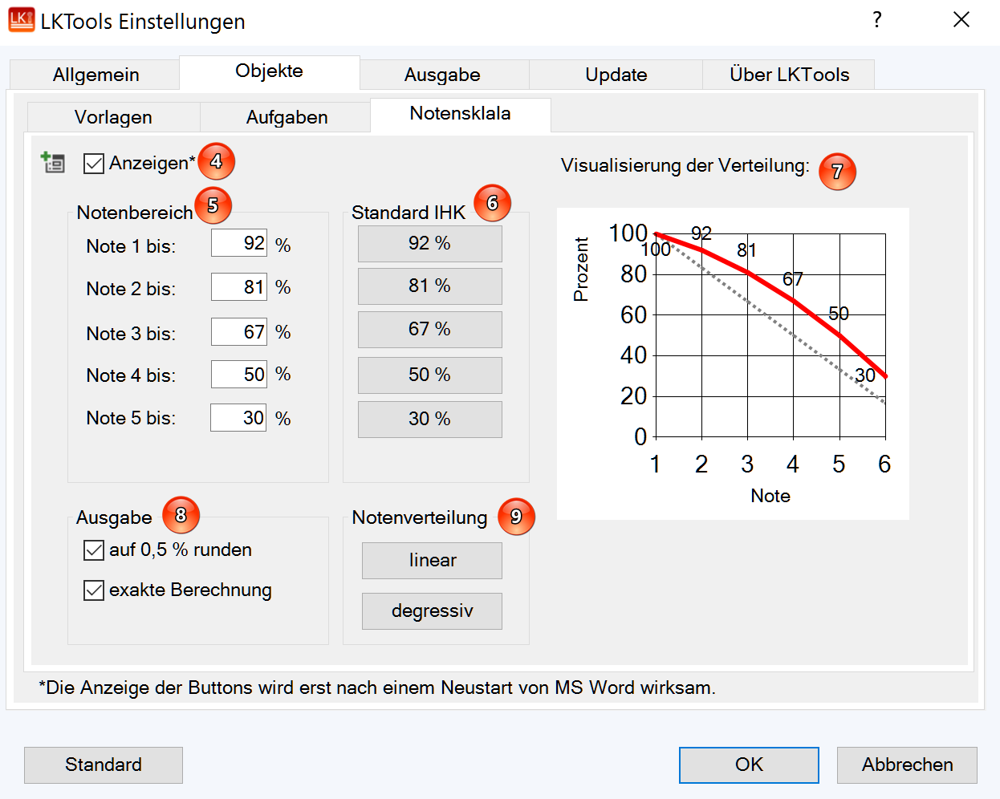 LK LKTools Einstellungen ?
Allgemein Objekte Ausgabe Update Über LKTools
Vorlagen Aufgaben Notensklala
Anzeigen* 4
Visualisierung der Verteilung: 7
Notenbereich 5
Note 1 bis: 92 %
Note 2 bis: 81 %
Note 3 bis: 67 %
Note 4 bis: 50 %
Note 5 bis: 30 %
Standard IHK 6
92 %
81 %
67 %
50 %
30 %
Prozent
100
80
60
40
20
0
100
92
81
67
50
30
1 2 3 4 5 6
Note
Ausgabe 8
auf 0,5 % runden
exakte Berechnung
Notenverteilung 9
linear
degressiv
*Die Anzeige der Buttons wird erst nach einem Neustart von MS Word wirksam.
Standard OK Abbrechen